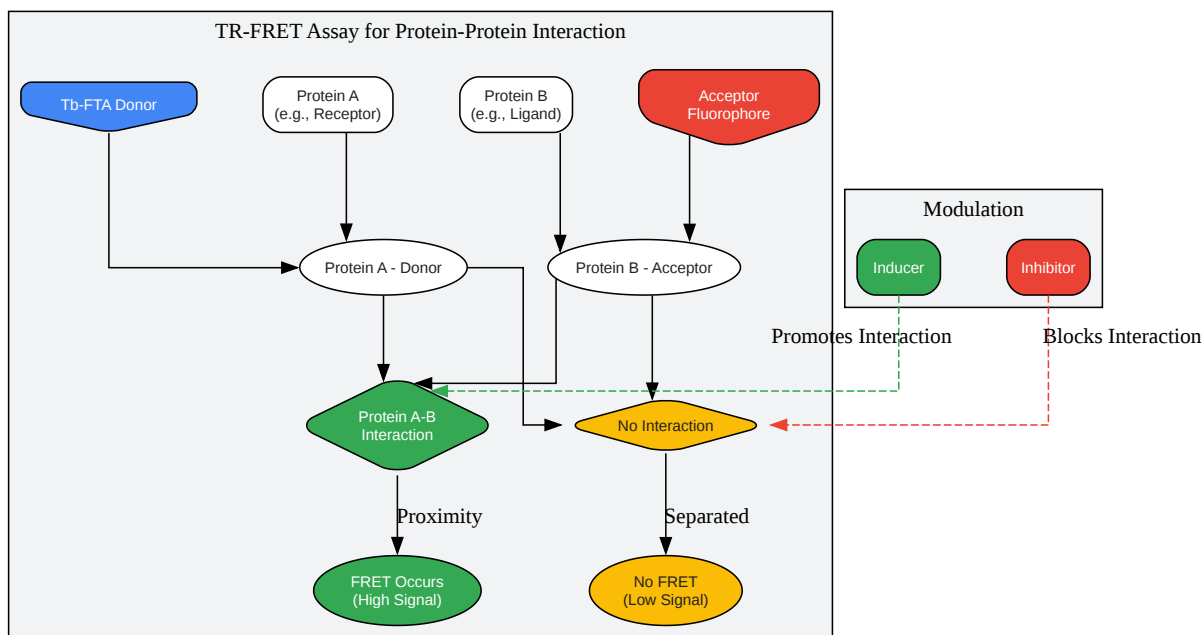 TR-FRET Assay for Protein-Protein Interaction
Tb-FTA Donor
Protein A
(e.g., Receptor)
Protein B
(e.g., Ligand)
Acceptor
Fluorophore
Modulation
Protein A - Donor
Protein B - Acceptor
Inducer
Inhibitor
Promotes Interaction
Blocks Interaction
Protein A-B
Interaction
No Interaction
Proximity
Separated
FRET Occurs
(High Signal)
No FRET
(Low Signal)